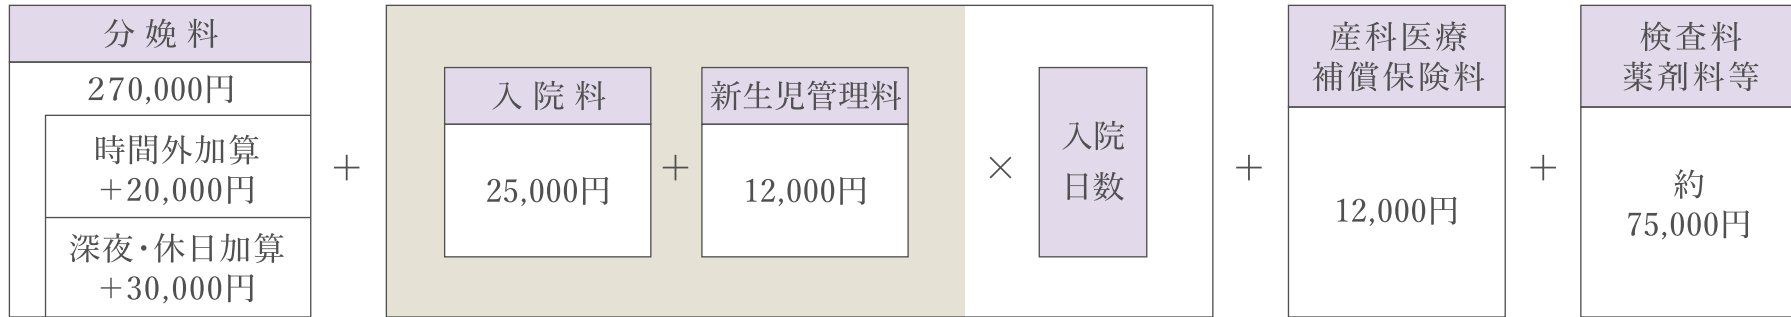 分娩料
270,000円
時間外加算
+20,000円
深夜・休日加算
+30,000円
+
入院料
25,000円
+
新生児管理料
12,000円
×
入院
日数
+
産科医療
補償保険料
12,000円
+
検査料
薬剤料等
約
75,000円